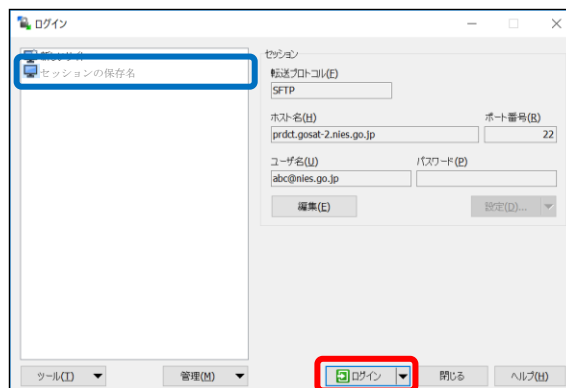 ログイン
セッションの保存名
セッション
転送プロトコル(F)
SFTP
ホスト名(H)
ポート番号(R)
prdct.gosat-2.nies.go.jp
22
ユーザ名(U)
パスワード(P)
abc@nies.go.jp
編集(E)
設定(D)...
ツール(T)
管理(M)
ログイン
閉じる
ヘルプ(H)